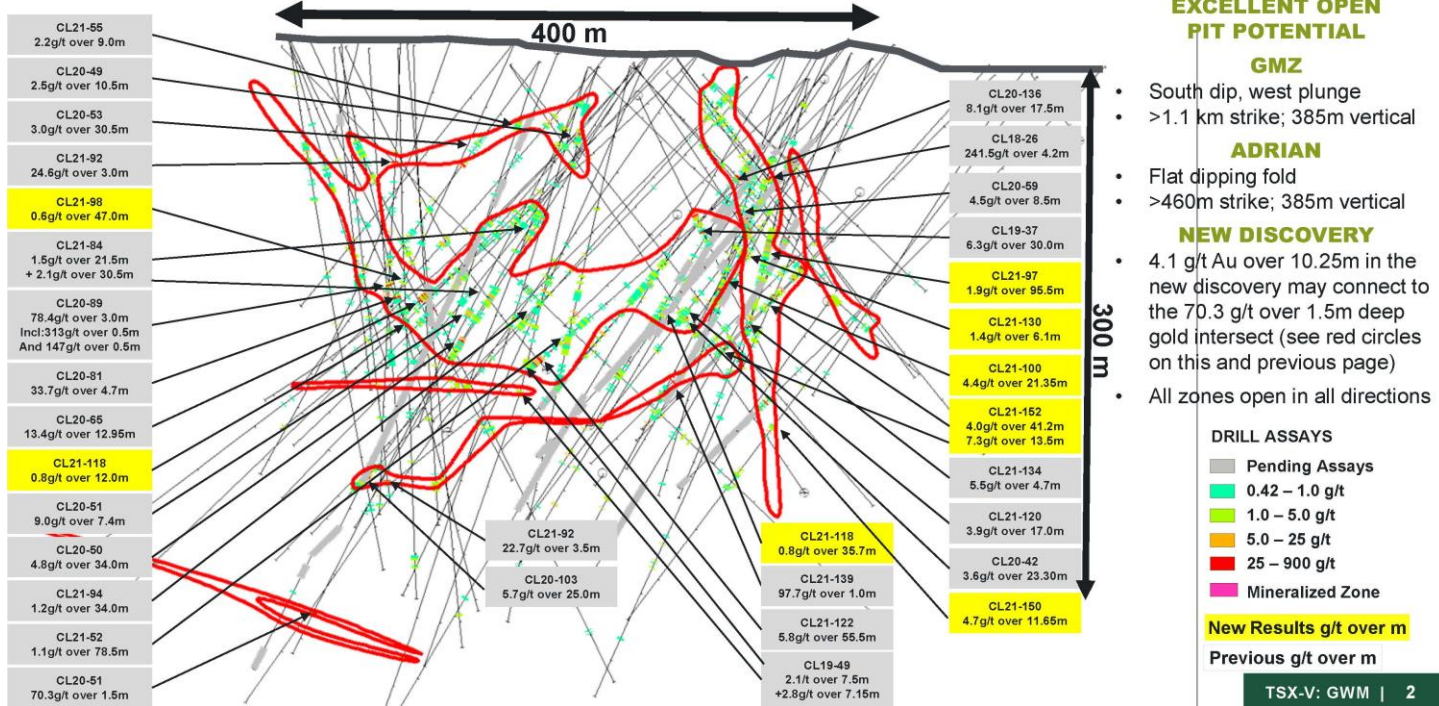 400 m
300 m
CL21-55
2.2g/t over 9.0m
CL20-49
2.5g/t over 10.5m
CL20-53
3.0g/t over 30.5m
CL21-92
24.6g/t over 3.0m
CL21-98
0.6g/t over 47.0m
CL21-84
1.5g/t over 21.5m
+ 2.1g/t over 30.5m
CL20-89
78.4g/t over 3.0m
Incl:313g/t over 0.5m
And 147g/t over 0.5m
CL20-81
33.7g/t over 4.7m
CL20-65
13.4g/t over 12.95m
CL21-118
0.8g/t over 12.0m
CL20-51
9.0g/t over 7.4m
CL20-50
4.8g/t over 34.0m
CL21-94
1.2g/t over 34.0m
CL21-52
1.1g/t over 78.5m
CL20-51
70.3g/t over 1.5m
CL21-92
22.7g/t over 3.5m
CL20-103
5.7g/t over 25.0m
CL21-118
0.8g/t over 35.7m
CL21-139
97.7g/t over 1.0m
CL21-122
5.8g/t over 55.5m
CL19-49
2.1/t over 7.5m
+2.8g/t over 7.15m
CL20-136
8.1g/t over 17.5m
CL18-26
241.5g/t over 4.2m
CL20-59
4.5g/t over 8.5m
CL19-37
6.3g/t over 30.0m
CL21-97
1.9g/t over 95.5m
CL21-130
1.4g/t over 6.1m
CL21-100
4.4g/t over 21.35m
CL21-152
4.0g/t over 41.2m
7.3g/t over 13.5m
CL21-134
5.5g/t over 4.7m
CL21-120
3.9g/t over 17.0m
CL20-42
3.6g/t over 23.30m
CL21-150
4.7g/t over 11.65m
EXCELLENT OPEN
PIT POTENTIAL
GMZ
• South dip, west plunge
• >1.1 km strike; 385m vertical
ADRIAN
• Flat dipping fold
• >460m strike; 385m vertical
NEW DISCOVERY
• 4.1 g/t Au over 10.25m in the
new discovery may connect to
the 70.3 g/t over 1.5m deep
gold intersect (see red circles
on this and previous page)
• All zones open in all directions
DRILL ASSAYS
Pending Assays
0.42 – 1.0 g/t
1.0 – 5.0 g/t
5.0 – 25 g/t
25 – 900 g/t
Mineralized Zone
New Results g/t over m
Previous g/t over m
TSX-V: GWM | 2